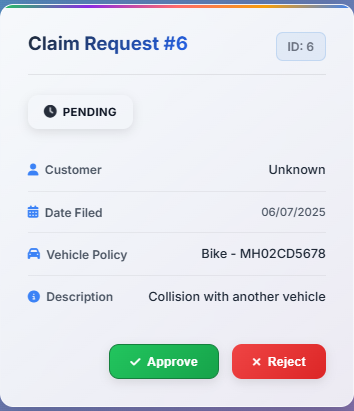 Claim Request #6
ID: 6
PENDING
Customer Unknown
Date Filed 06/07/2025
Vehicle Policy Bike - MH02CD5678
Description Collision with another vehicle
Approve Reject